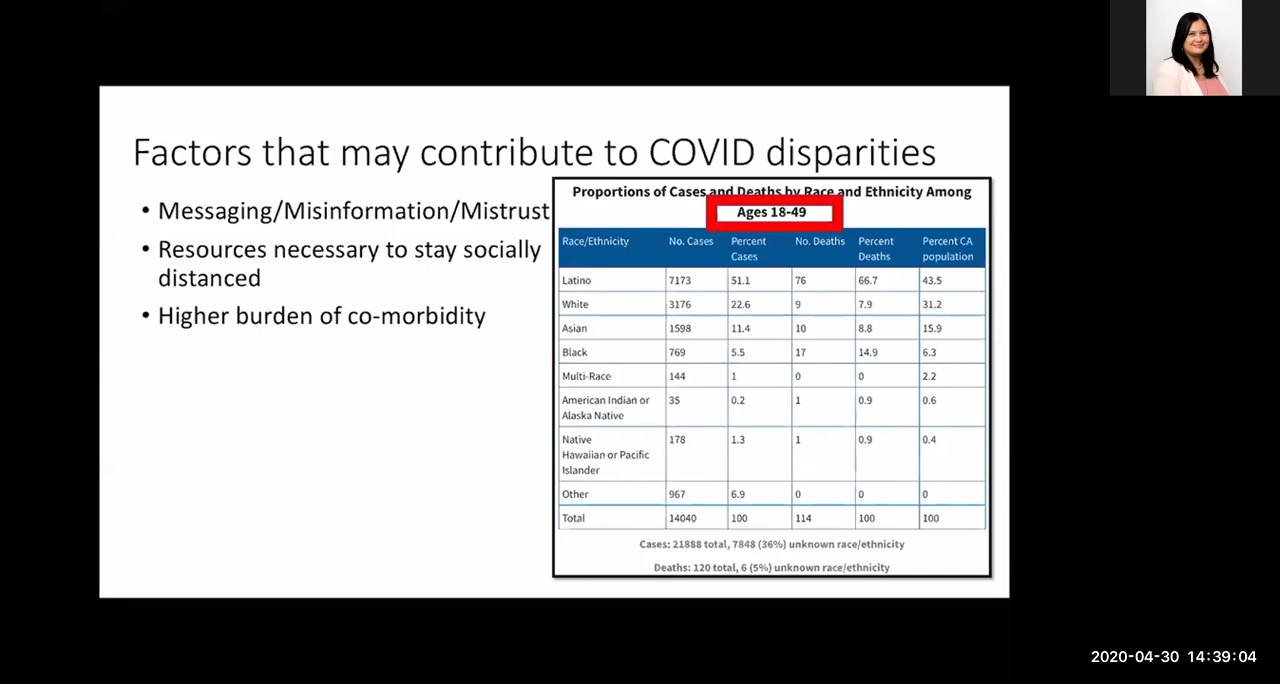 Factors that may contribute to COVID disparities
• Messaging/Misinformation/Mistrust
• Resources necessary to stay socially
distanced
• Higher burden of co-morbidity
Proportions of Cases and Deaths by Race and Ethnicity Among
Ages 18-49
Race/Ethnicity No. Cases Percent Cases No. Deaths Percent Deaths Percent CA population
Latino 7173 51.1 76 66.7 43.5
White 3176 22.6 9 7.9 31.2
Asian 1598 11.4 10 8.8 15.9
Black 769 5.5 17 14.9 6.3
Multi-Race 144 1 0 0 2.2
American Indian or Alaska Native 35 0.2 1 0.9 0.6
Native Hawaiian or Pacific Islander 178 1.3 1 0.9 0.4
Other 967 6.9 0 0 0
Total 14040 100 114 100 100
Cases: 21888 total, 7848 (36%) unknown race/ethnicity
Deaths: 120 total, 6 (5%) unknown race/ethnicity
2020-04-30 14:39:04